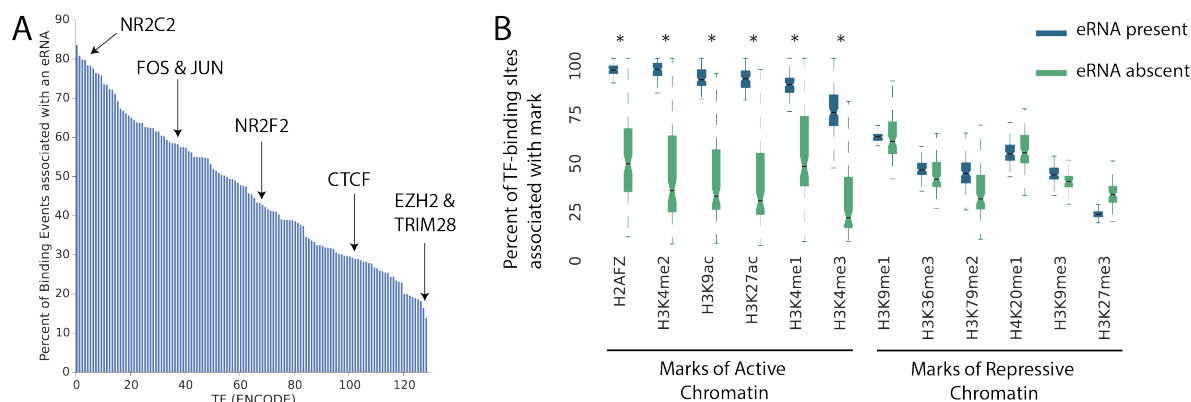 A
Percent of Binding Events associated with an eRNA
90
80
70
60
50
40
30
20
10
0
NR2C2
FOS & JUN
NR2F2
CTCF
EZH2 &
TRIM28
0
20
40
60
80
100
120
TF (ENCODE)
B
Percent of TF-binding sites
associated with mark
100
75
50
25
0
* * * * * *
eRNA present
eRNA abscent
H2AFZ
H3K4me2
H3K9ac
H3K27ac
H3K4me1
H3K4me3
H3K9me1
H3K36me3
H3K79me2
H4K20me1
H3K9me3
H3K27me3
Marks of Active
Chromatin
Marks of Repressive
Chromatin